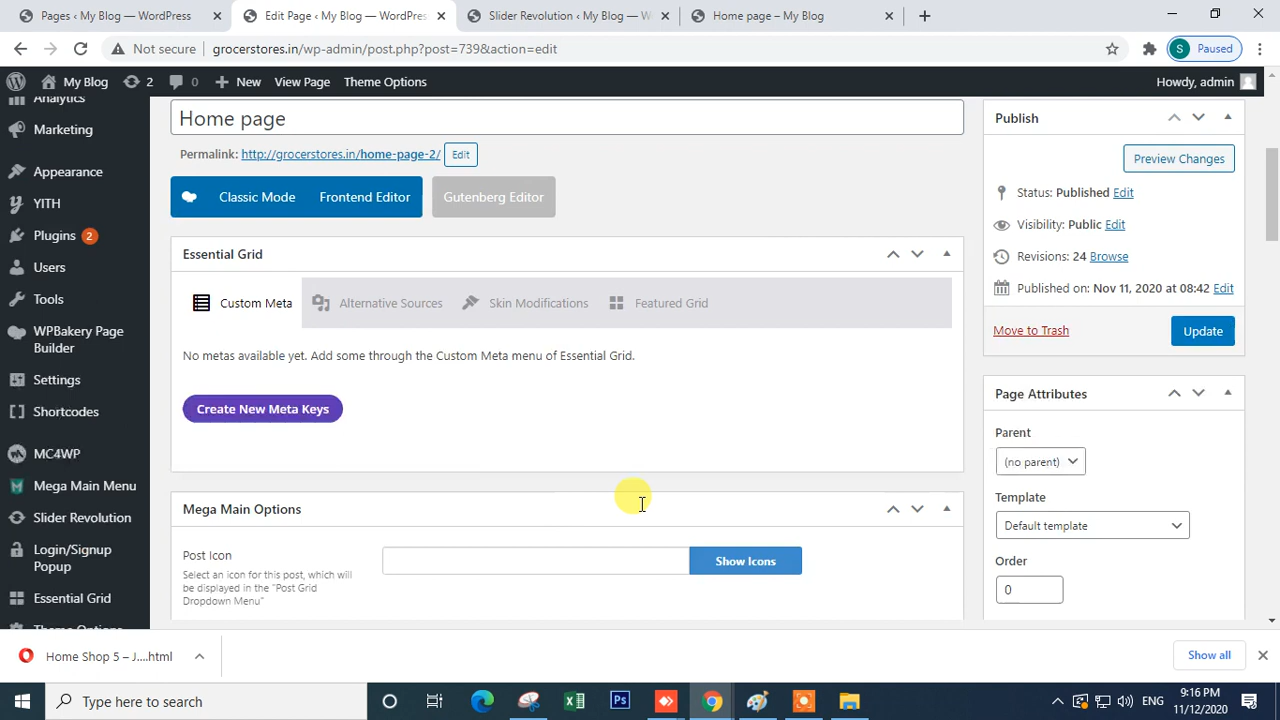 Pages ‹ My Blog — WordPress
Edit Page ‹ My Blog — WordPres
Slider Revolution ‹ My Blog — W
Home page – My Blog
Not secure
grocerstores.in/wp-admin/post.php?post=739&action=edit
Paused
S
My Blog
2
0
New
View Page
Theme Options
Howdy, admin
Analytics
Marketing
Appearance
YITH
Plugins 2
Users
Tools
WPBakery Page
Builder
Settings
Shortcodes
MC4WP
Mega Main Menu
Slider Revolution
Login/Signup
Popup
Essential Grid
Theme Options
Home page
Permalink: http://grocerstores.in/home-page-2/ Edit
Classic Mode
Frontend Editor
Gutenberg Editor
Essential Grid
Custom Meta
Alternative Sources
Skin Modifications
Featured Grid
No metas available yet. Add some through the Custom Meta menu of Essential Grid.
Create New Meta Keys
Mega Main Options
Post Icon
Select an icon for this post, which will
be displayed in the "Post Grid
Dropdown Menu"
Show Icons
Publish
Preview Changes
Status: Published Edit
Visibility: Public Edit
Revisions: 24 Browse
Published on: Nov 11, 2020 at 08:42 Edit
Move to Trash
Update
Page Attributes
Parent
(no parent)
Template
Default template
Order
0
Home Shop 5 – J....html
Show all
Type here to search
Ps
ENG
9:16 PM
11/12/2020